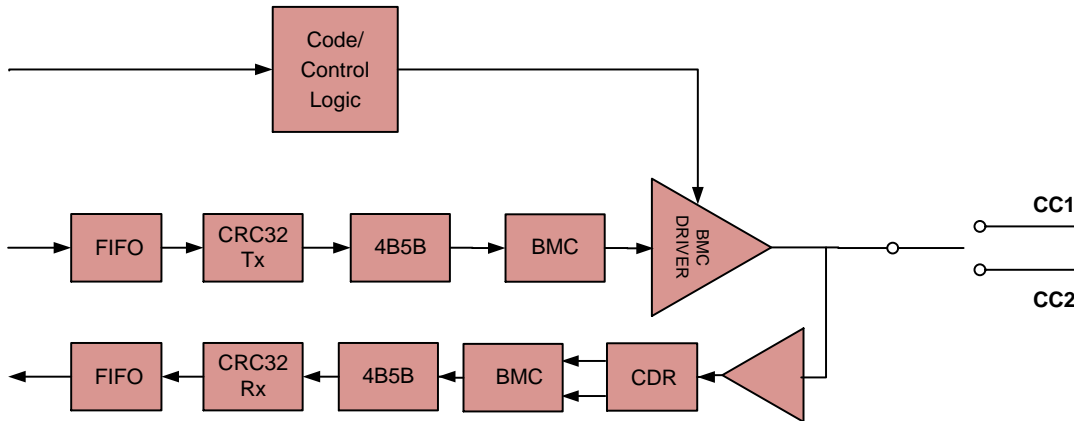 Code/
Control
Logic
CC1
FIFO
CRC32
Tx
4B5B
BMC
BMC
DRIVER
CC2
FIFO
CRC32
Rx
4B5B
BMC
CDR